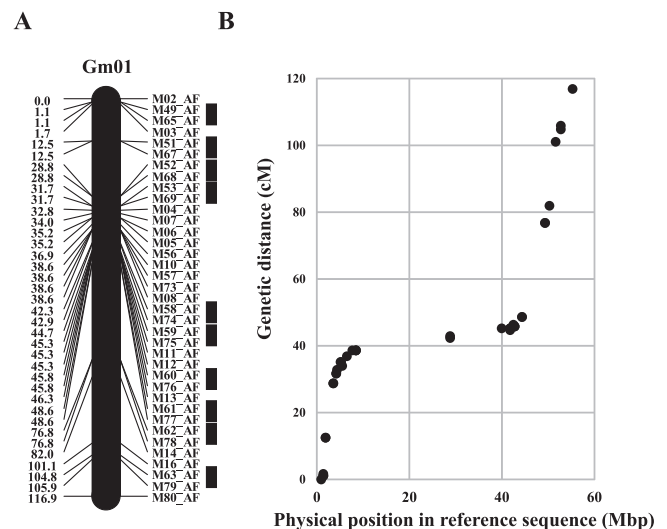 A
B
Gm01
0.0 M02_AF
1.1 M49_AF
1.1 M65_AF
1.7 M03_AF
12.5 M51_AF
12.5 M67_AF
28.8 M52_AF
28.8 M68_AF
31.7 M53_AF
31.7 M69_AF
32.8 M04_AF
34.0 M07_AF
35.2 M06_AF
35.2 M05_AF
36.9 M56_AF
38.6 M10_AF
38.6 M57_AF
38.6 M73_AF
38.6 M08_AF
42.3 M58_AF
42.9 M74_AF
44.7 M59_AF
45.3 M75_AF
45.3 M11_AF
45.3 M12_AF
45.8 M60_AF
45.8 M76_AF
46.3 M13_AF
48.6 M61_AF
48.6 M77_AF
76.8 M62_AF
76.8 M78_AF
82.0 M14_AF
101.1 M16_AF
104.8 M63_AF
105.9 M79_AF
116.9 M80_AF
Genetic distance (cM)
120
100
80
60
40
20
0
0 20 40 60
Physical position in reference sequence (Mbp)